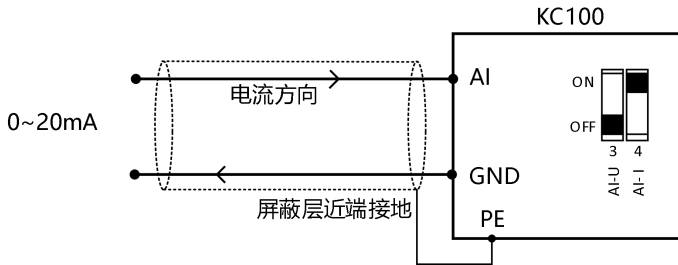 KC100
AI
ON
电流方向
0~20mA
OFF
3 4
AI-U
AI-I
GND
屏蔽层近端接地
PE